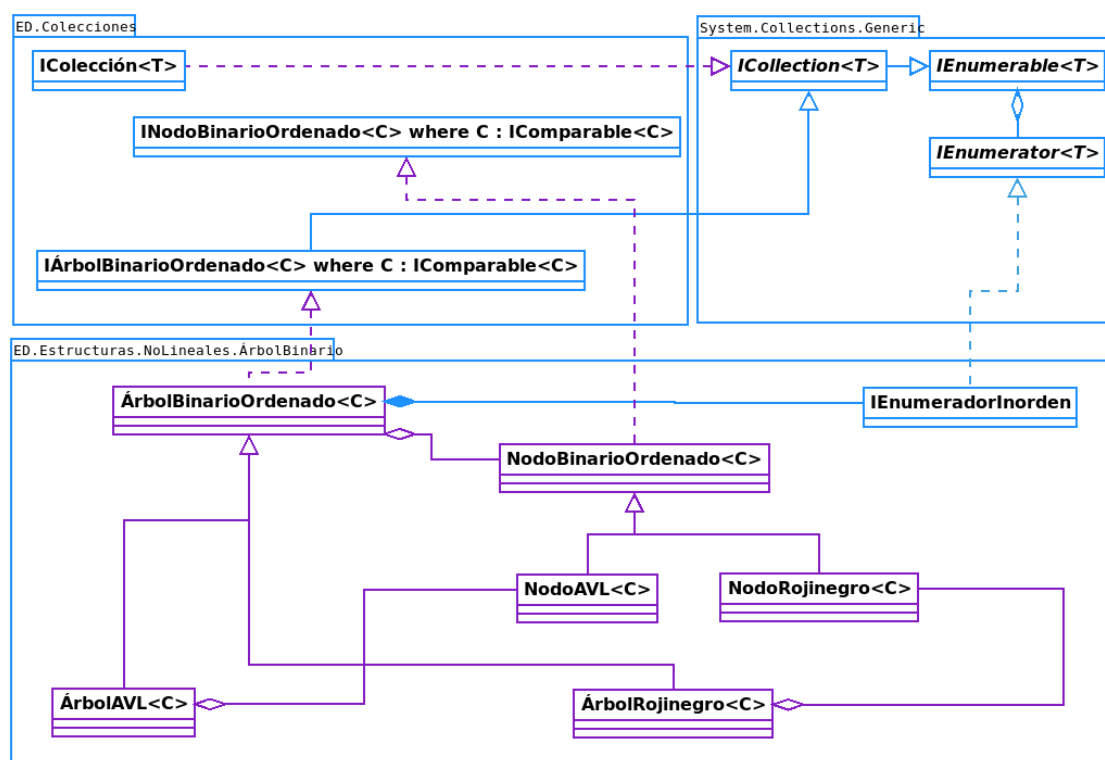 ED.Colecciones
System.Collections.Generic
IColección<T>
ICollection<T>
IEnumerable<T>
INodoBinarioOrdenado<C> where C : IComparable<C>
IEnumerator<T>
IÁrbolBinarioOrdenado<C> where C : IComparable<C>
ED.Estructuras.NoLineales.ÁrbolBinario
ÁrbolBinarioOrdenado<C>
IEnumeradorInorden
NodoBinarioOrdenado<C>
NodoAVL<C>
NodoRojinegro<C>
ÁrbolAVL<C>
ÁrbolRojinegro<C>